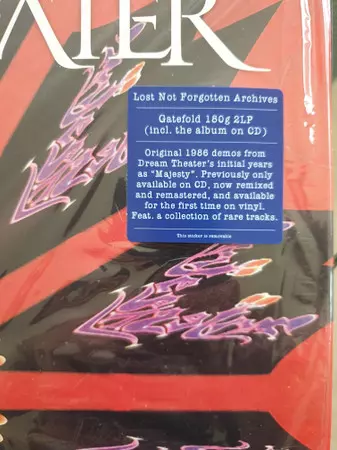 ATER
Lost Not Forgotten Archives
Gatefold 180g 2LP
(incl. the album on CD)
Original 1986 demos from
Dream Theater's initial years
as "Majesty". Previously only
available on CD, now remixed
and remastered, and available
for the first time on vinyl.
Feat. a collection of rare tracks.
This sticker is removable